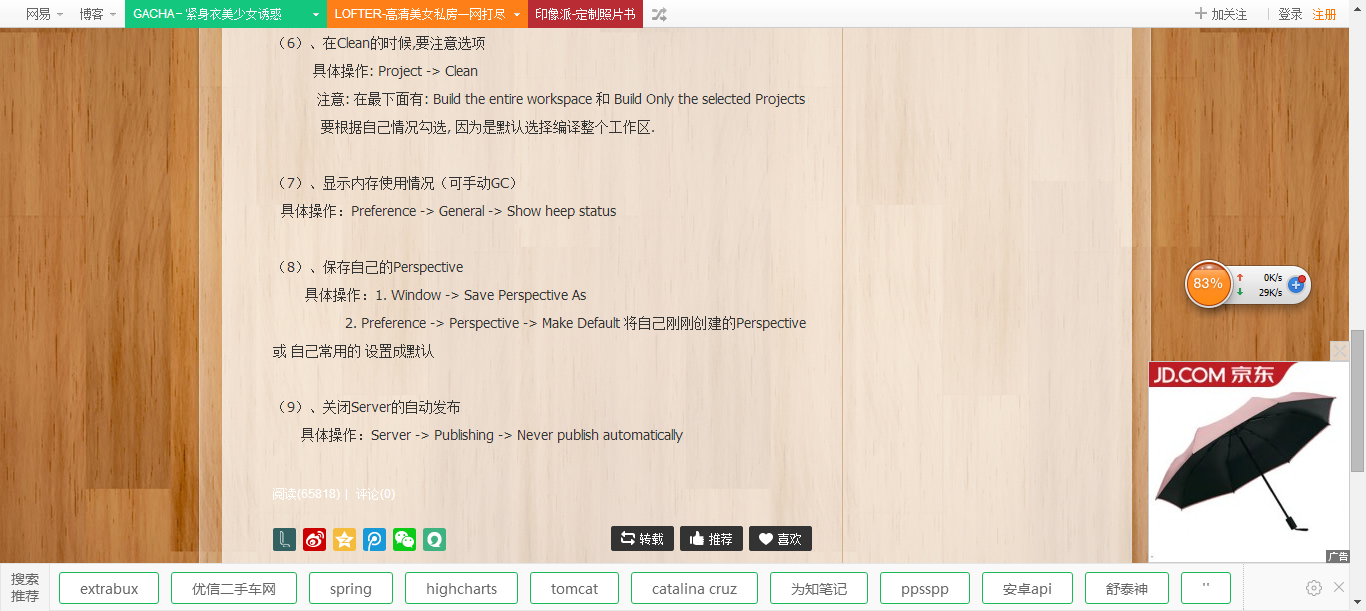 网易 博客 GACHA－'紧身衣美少女诱惑 LOFTER-高清美女私房一网打尽 印像派-定制照片书 加关注 登录 注册
（6）、在Clean的时候,要注意选项
具体操作: Project -> Clean
注意: 在最下面有: Build the entire workspace 和 Build Only the selected Projects
要根据自己情况勾选, 因为是默认选择编译整个工作区.
（7）、显示内存使用情况（可手动GC）
具体操作：Preference -> General -> Show heep status
（8）、保存自己的Perspective
具体操作：1. Window -> Save Perspective As
2. Preference -> Perspective -> Make Default 将自己刚刚创建的Perspective
或 自己常用的 设置成默认
（9）、关闭Server的自动发布
具体操作：Server -> Publishing -> Never publish automatically
83% 0K/s
29K/s
JD.COM 京东
广告
阅读(65818) | 评论(0)
转载 推荐 喜欢
搜索
推荐
extrabux 优信二手车网 spring highcharts tomcat catalina cruz 为知笔记 ppsspp 安卓api 舒泰神 ''